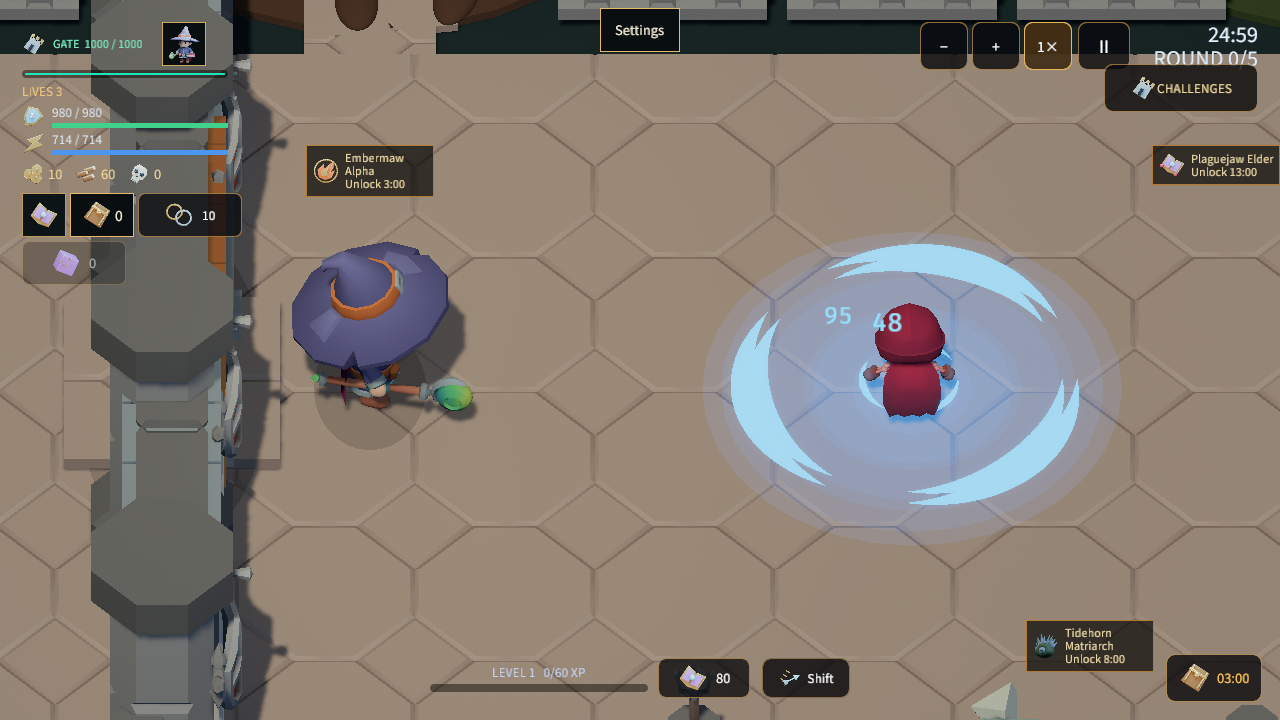 Settings
GATE 1000 / 1000
LIVES 3
980 / 980
714 / 714
10
60
0
0
10
0
−
+
1×
24:59
ROUND 0/5
CHALLENGES
Embermaw
Alpha
Unlock 3:00
Plaguejaw Elder
Unlock 13:00
95
48
Tidehorn
Matriarch
Unlock 8:00
LEVEL 1 0/60 XP
80
Shift
03:00